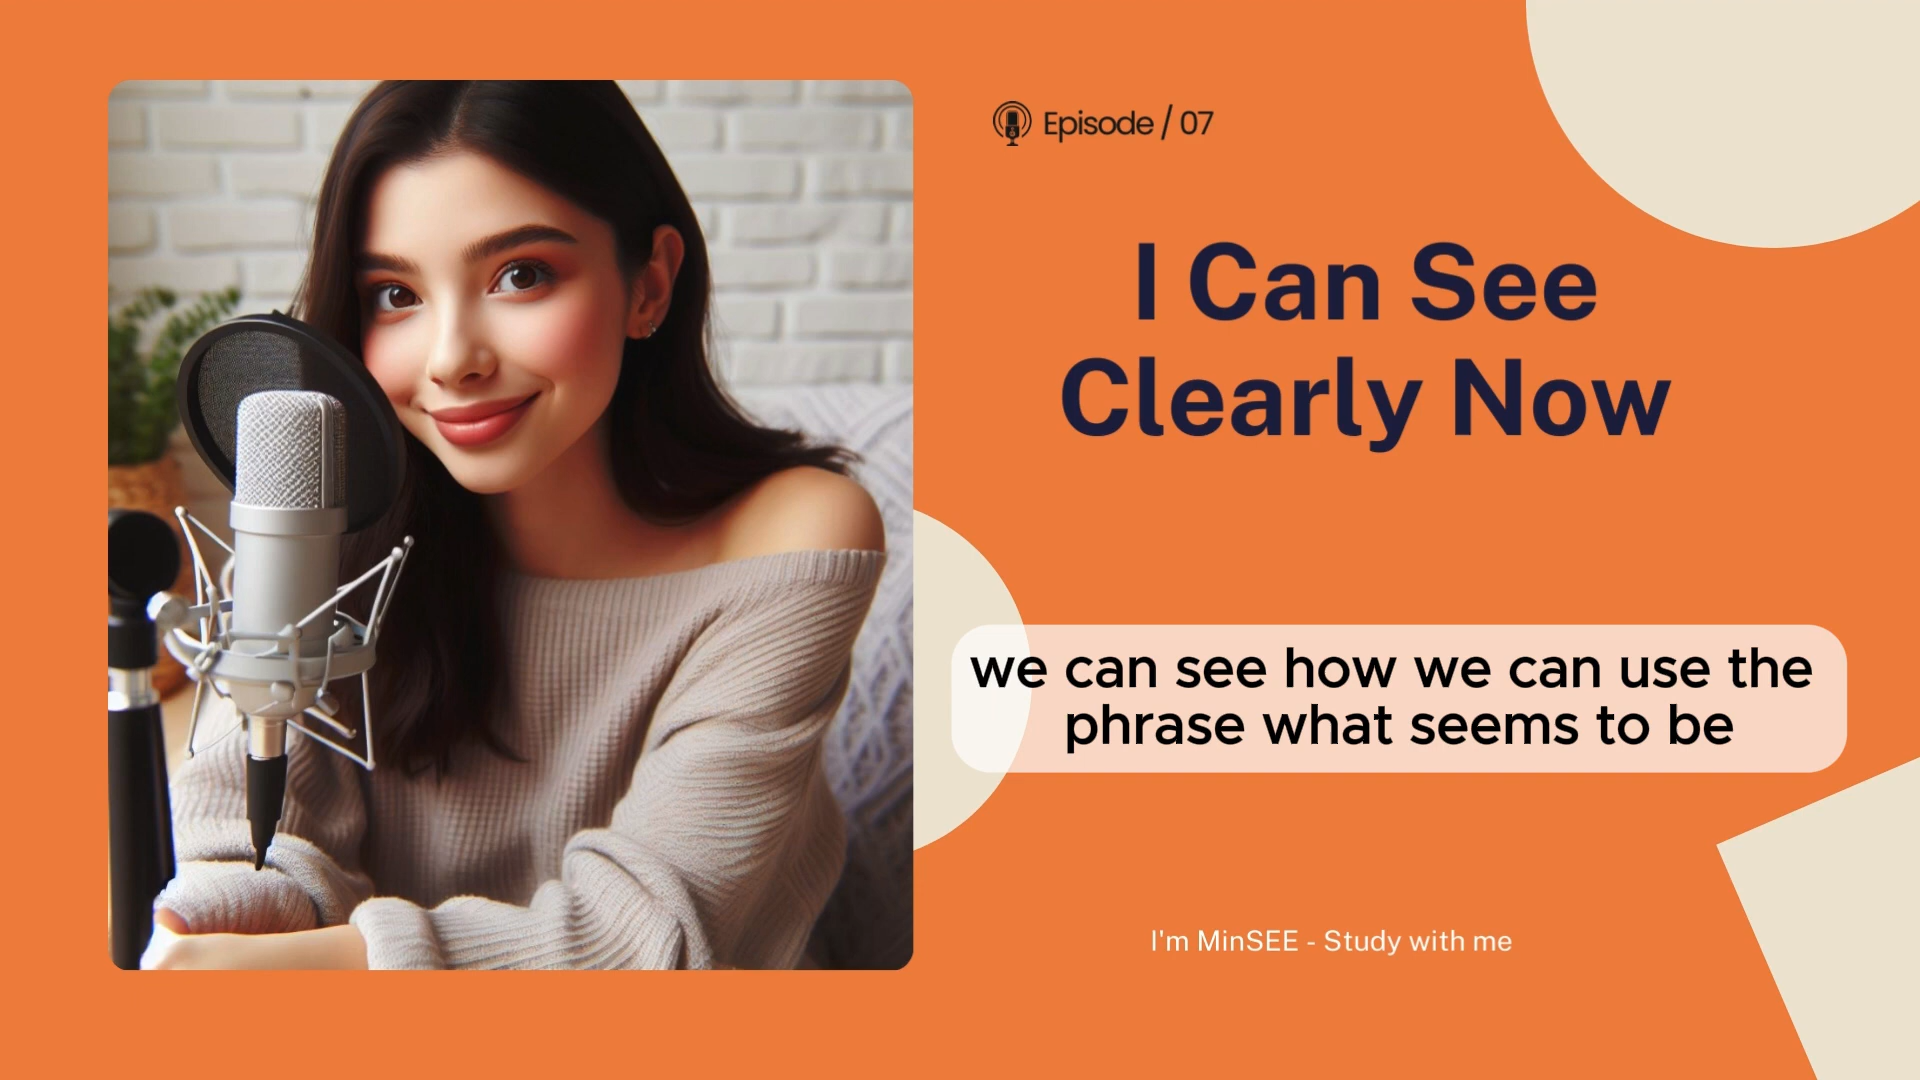 Episode / 07
I Can See
Clearly Now
we can see how we can use the
phrase what seems to be
I'm MinSEE - Study with me